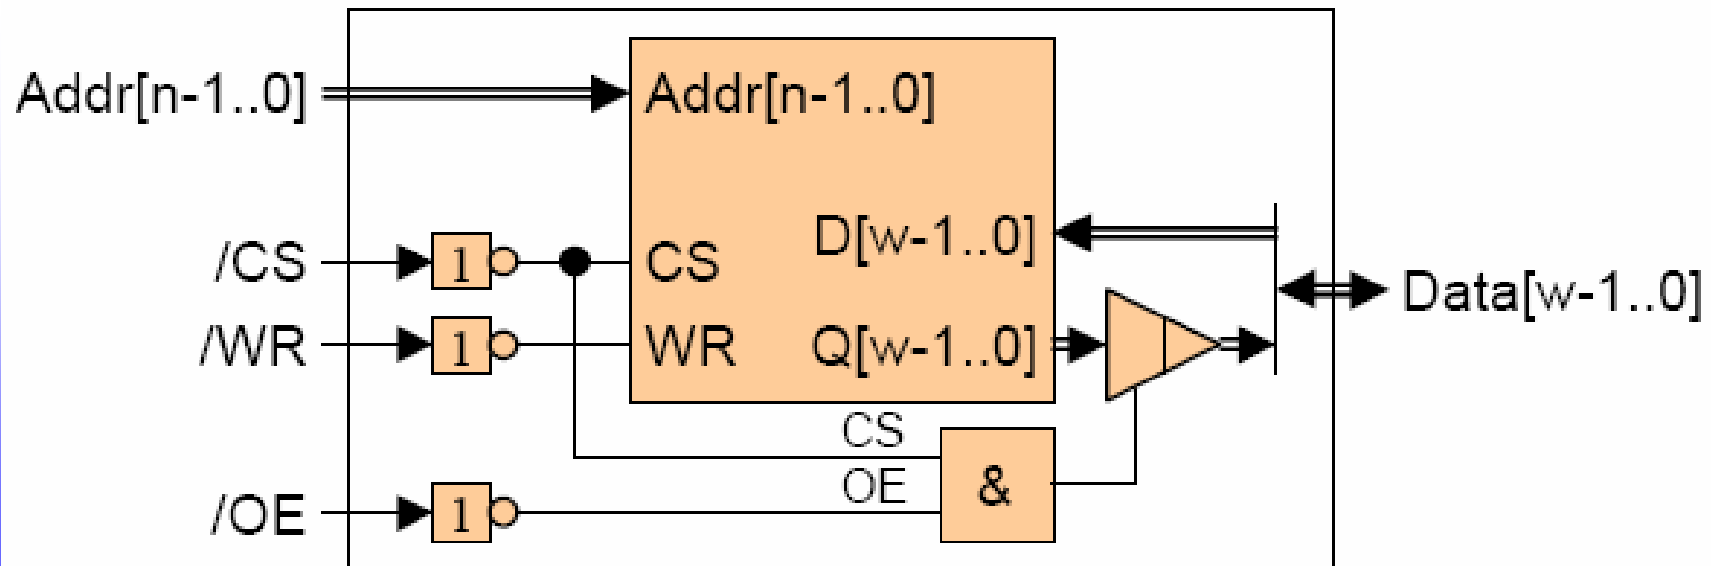 Addr[n-1..0]
Addr[n-1..0]
D[w-1..0]
/CS
1
CS
Data[w-1..0]
/WR
1
WR
Q[w-1..0]
CS
OE
&
/OE
1